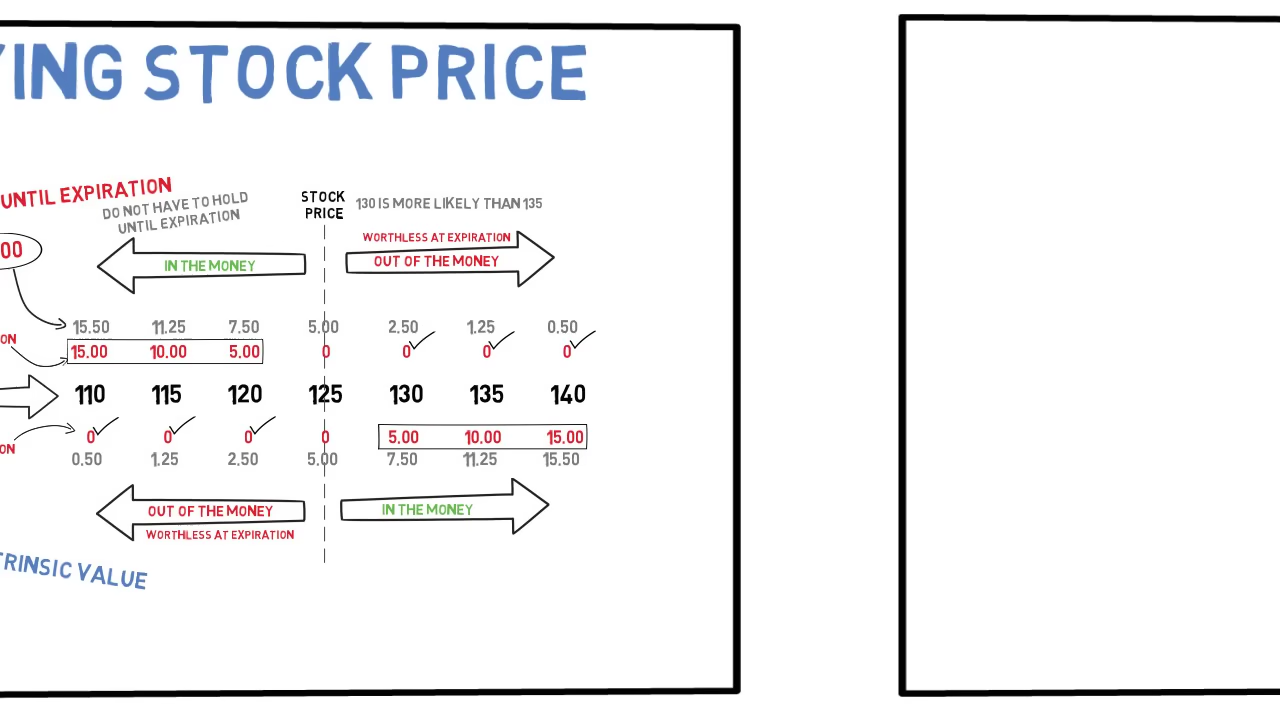 YING STOCK PRICE
UNTIL EXPIRATION
DO NOT HAVE TO HOLD
UNTIL EXPIRATION
STOCK
PRICE
130 IS MORE LIKELY THAN 135
WORTHLESS AT EXPIRATION
IN THE MONEY
OUT OF THE MONEY
00
15.50 11.25 7.50 5.00 2.50 1.25 0.50
ON
15.00 10.00 5.00 0 0 0 0
110 115 120 125 130 135 140
0 0 0 0 5.00 10.00 15.00
ON
0.50 1.25 2.50 5.00 7.50 11.25 15.50
OUT OF THE MONEY
IN THE MONEY
WORTHLESS AT EXPIRATION
TRINSIC VALUE